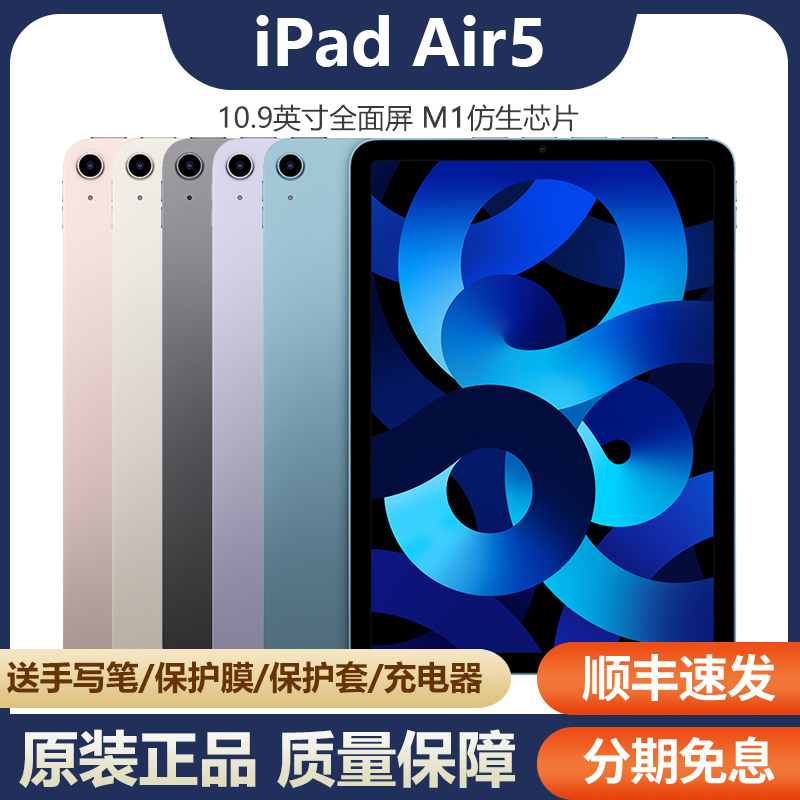 iPad Air5
10.9英寸全面屏 M1仿生芯片
送手写笔/保护膜/保护套/充电器
顺丰速发
原装正品 质量保障
分期免息